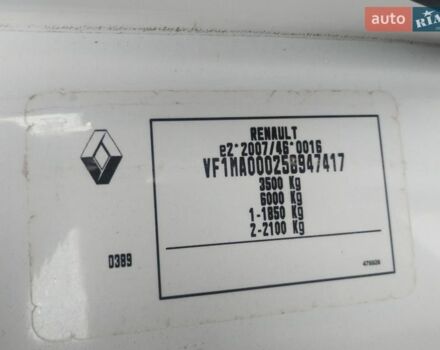 auto RIA
RENAULT
e2*2007/46*0016
VF1MA000258947417
3500 Kg
6000 Kg
1-1850 Kg
2-2100 Kg
0389